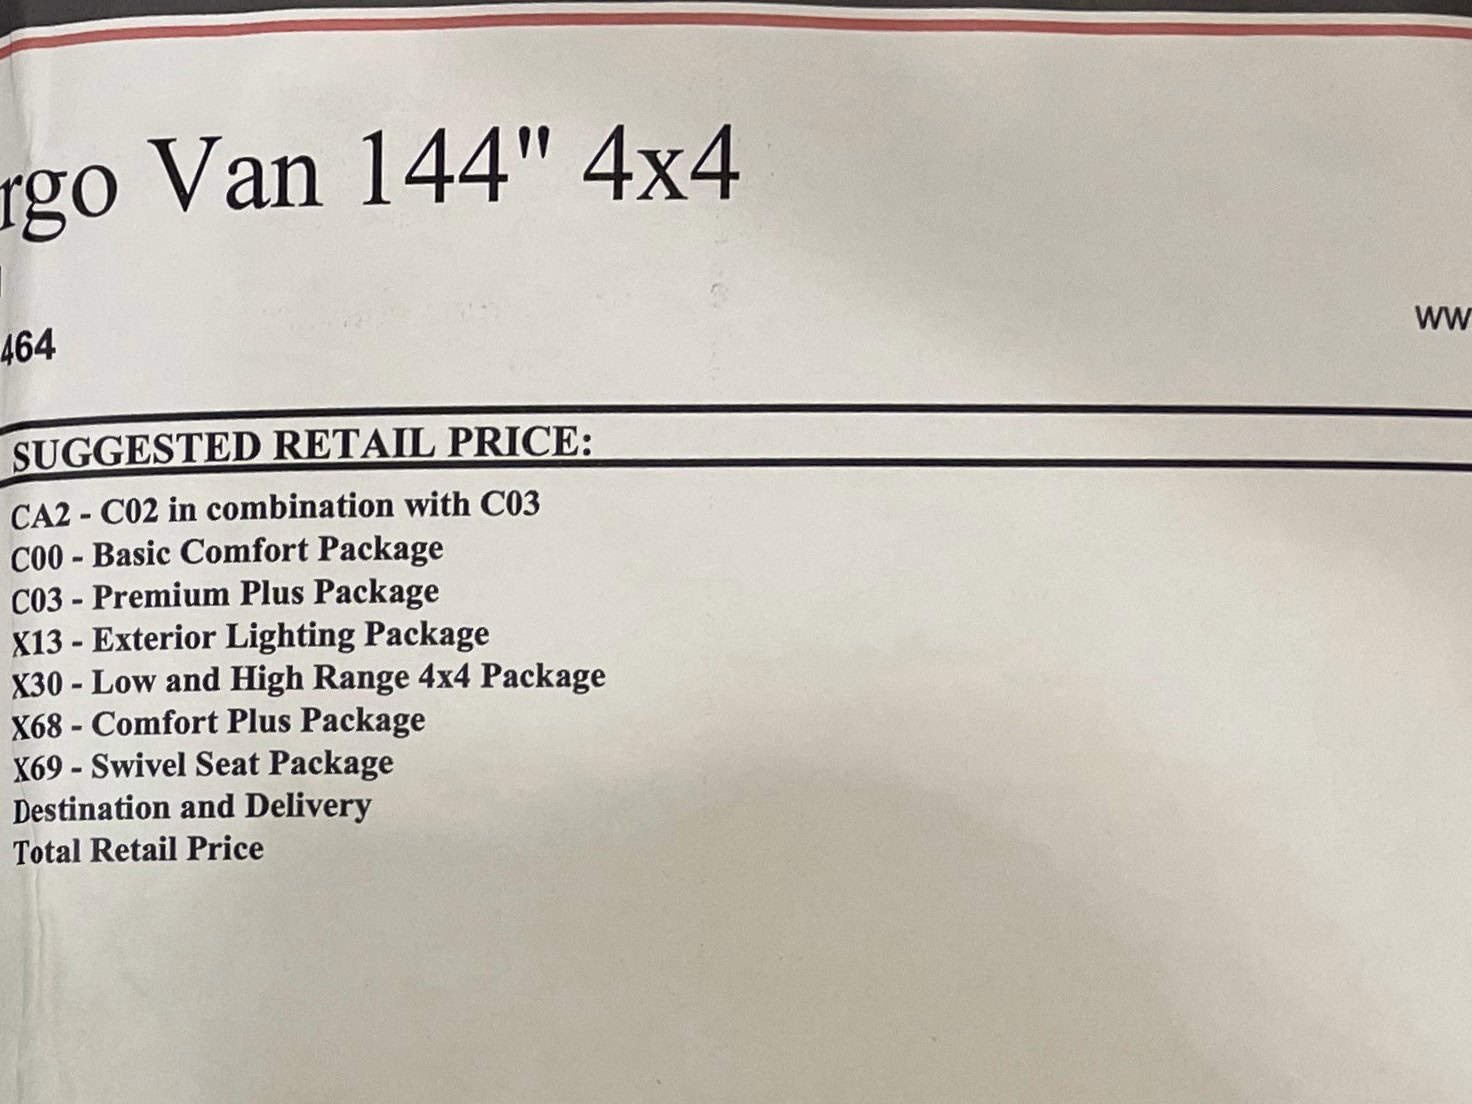 rgo Van 144" 4x4
464
ww
SUGGESTED RETAIL PRICE:
CA2 - C02 in combination with C03
C00 - Basic Comfort Package
C03 - Premium Plus Package
X13 - Exterior Lighting Package
X30 - Low and High Range 4x4 Package
X68 - Comfort Plus Package
X69 - Swivel Seat Package
Destination and Delivery
Total Retail Price